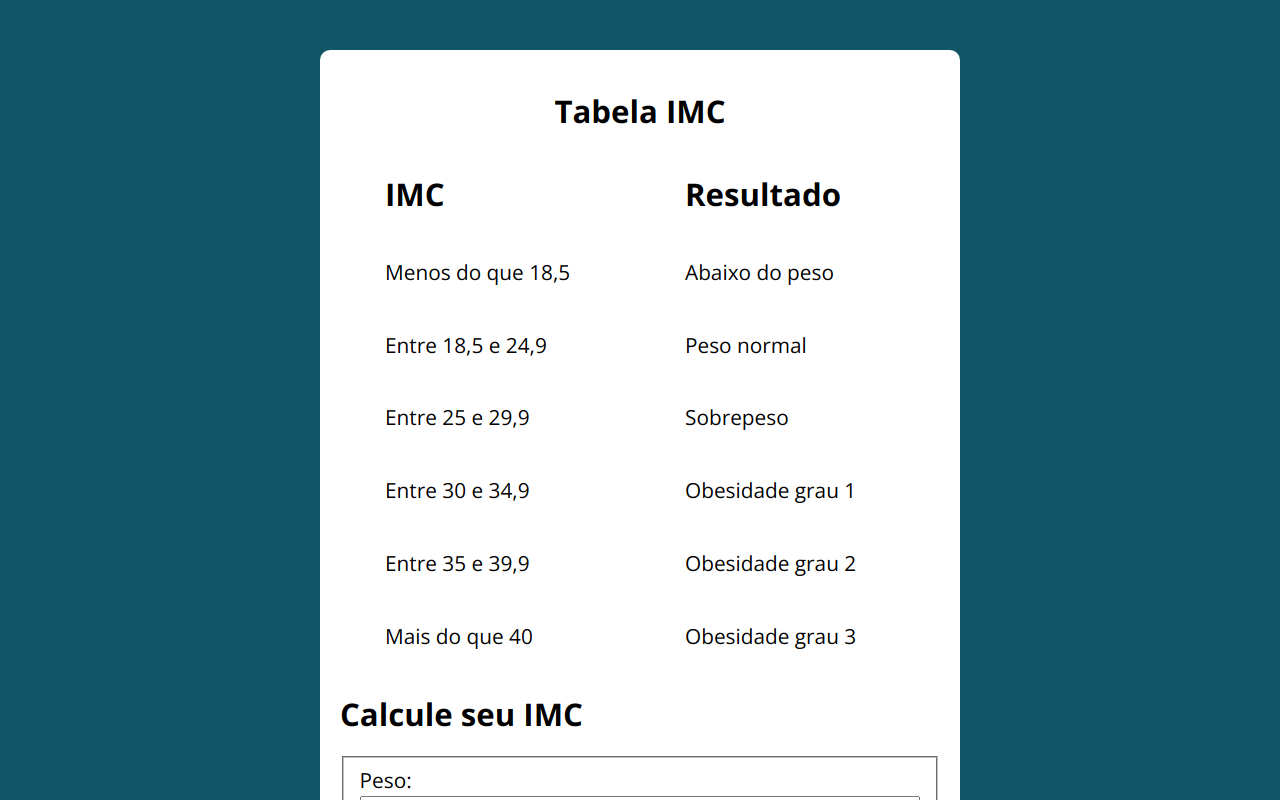 Tabela IMC
IMC Resultado
Menos do que 18,5 Abaixo do peso
Entre 18,5 e 24,9 Peso normal
Entre 25 e 29,9 Sobrepeso
Entre 30 e 34,9 Obesidade grau 1
Entre 35 e 39,9 Obesidade grau 2
Mais do que 40 Obesidade grau 3
Calcule seu IMC
Peso: